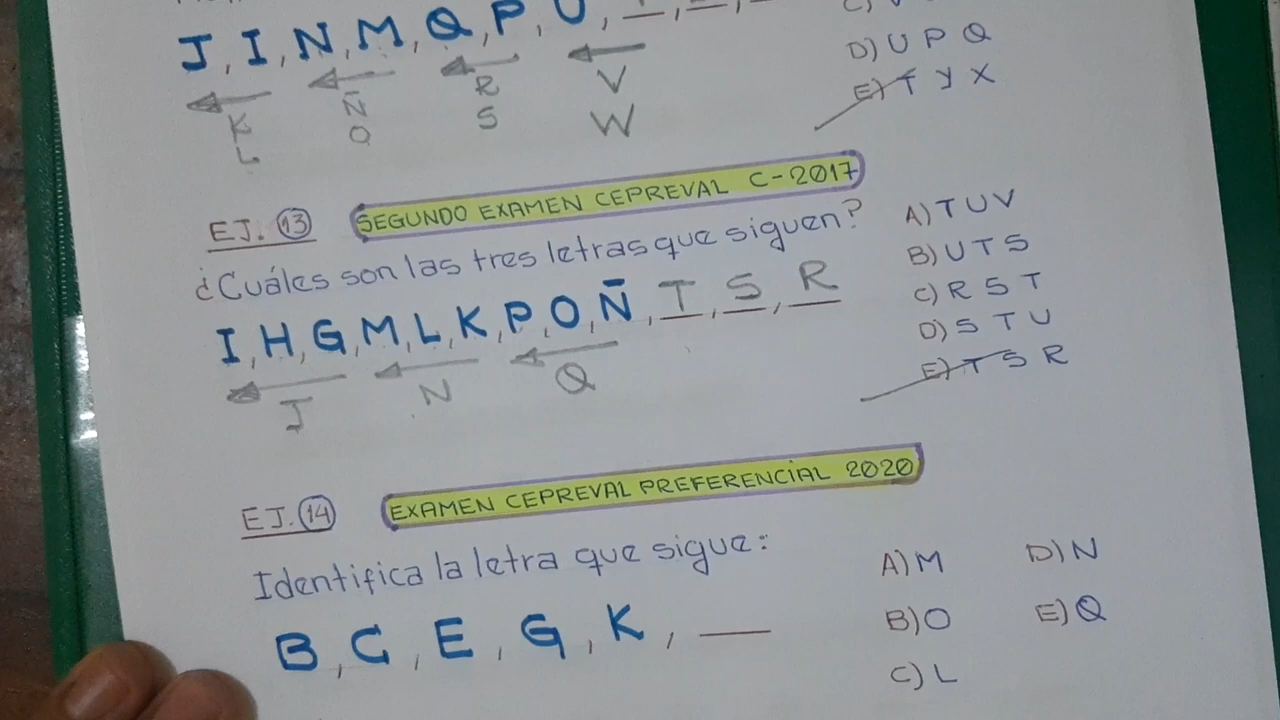 J, I, N, M, Q, P, U, _, _, _
K Ñ R V
L O S W
D) U P Q
E) T Y X
EJ. 13 SEGUNDO EXAMEN CEPREVAL C-2017
¿Cuáles son las tres letras que siguen?
I, H, G, M, L, K, P, O, Ñ, T, S, R
J N Q
A) T U V
B) U T S
C) R S T
D) S T U
E) T S R
EJ. 14 EXAMEN CEPREVAL PREFERENCIAL 2020
Identifica la letra que sigue:
B, C, E, G, K, _
A) M D) N
B) O E) Q
C) L